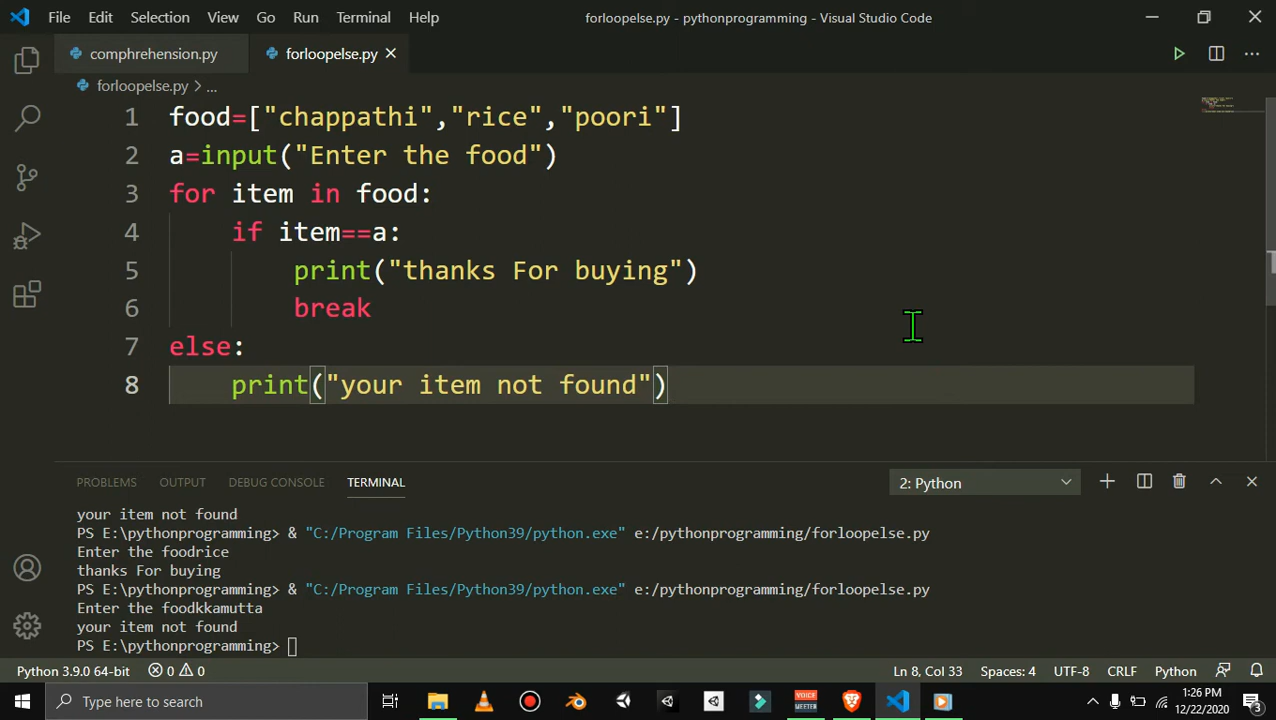 File Edit Selection View Go Run Terminal Help forloopelse.py - pythonprogramming - Visual Studio Code
comphrehension.py forloopelse.py
forloopelse.py > ...
1 food=["chappathi","rice","poori"]
2 a=input("Enter the food")
3 for item in food:
4 if item==a:
5 print("thanks For buying")
6 break
7 else:
8 print("your item not found")
PROBLEMS OUTPUT DEBUG CONSOLE TERMINAL 2: Python
your item not found
PS E:\pythonprogramming> & "C:/Program Files/Python39/python.exe" e:/pythonprogramming/forloopelse.py
Enter the foodrice
thanks For buying
PS E:\pythonprogramming> & "C:/Program Files/Python39/python.exe" e:/pythonprogramming/forloopelse.py
Enter the foodkkamutta
your item not found
PS E:\pythonprogramming>
Python 3.9.0 64-bit 0 0 Ln 8, Col 33 Spaces: 4 UTF-8 CRLF Python
Type here to search VOICE MEETER 1:26 PM
12/22/2020 3